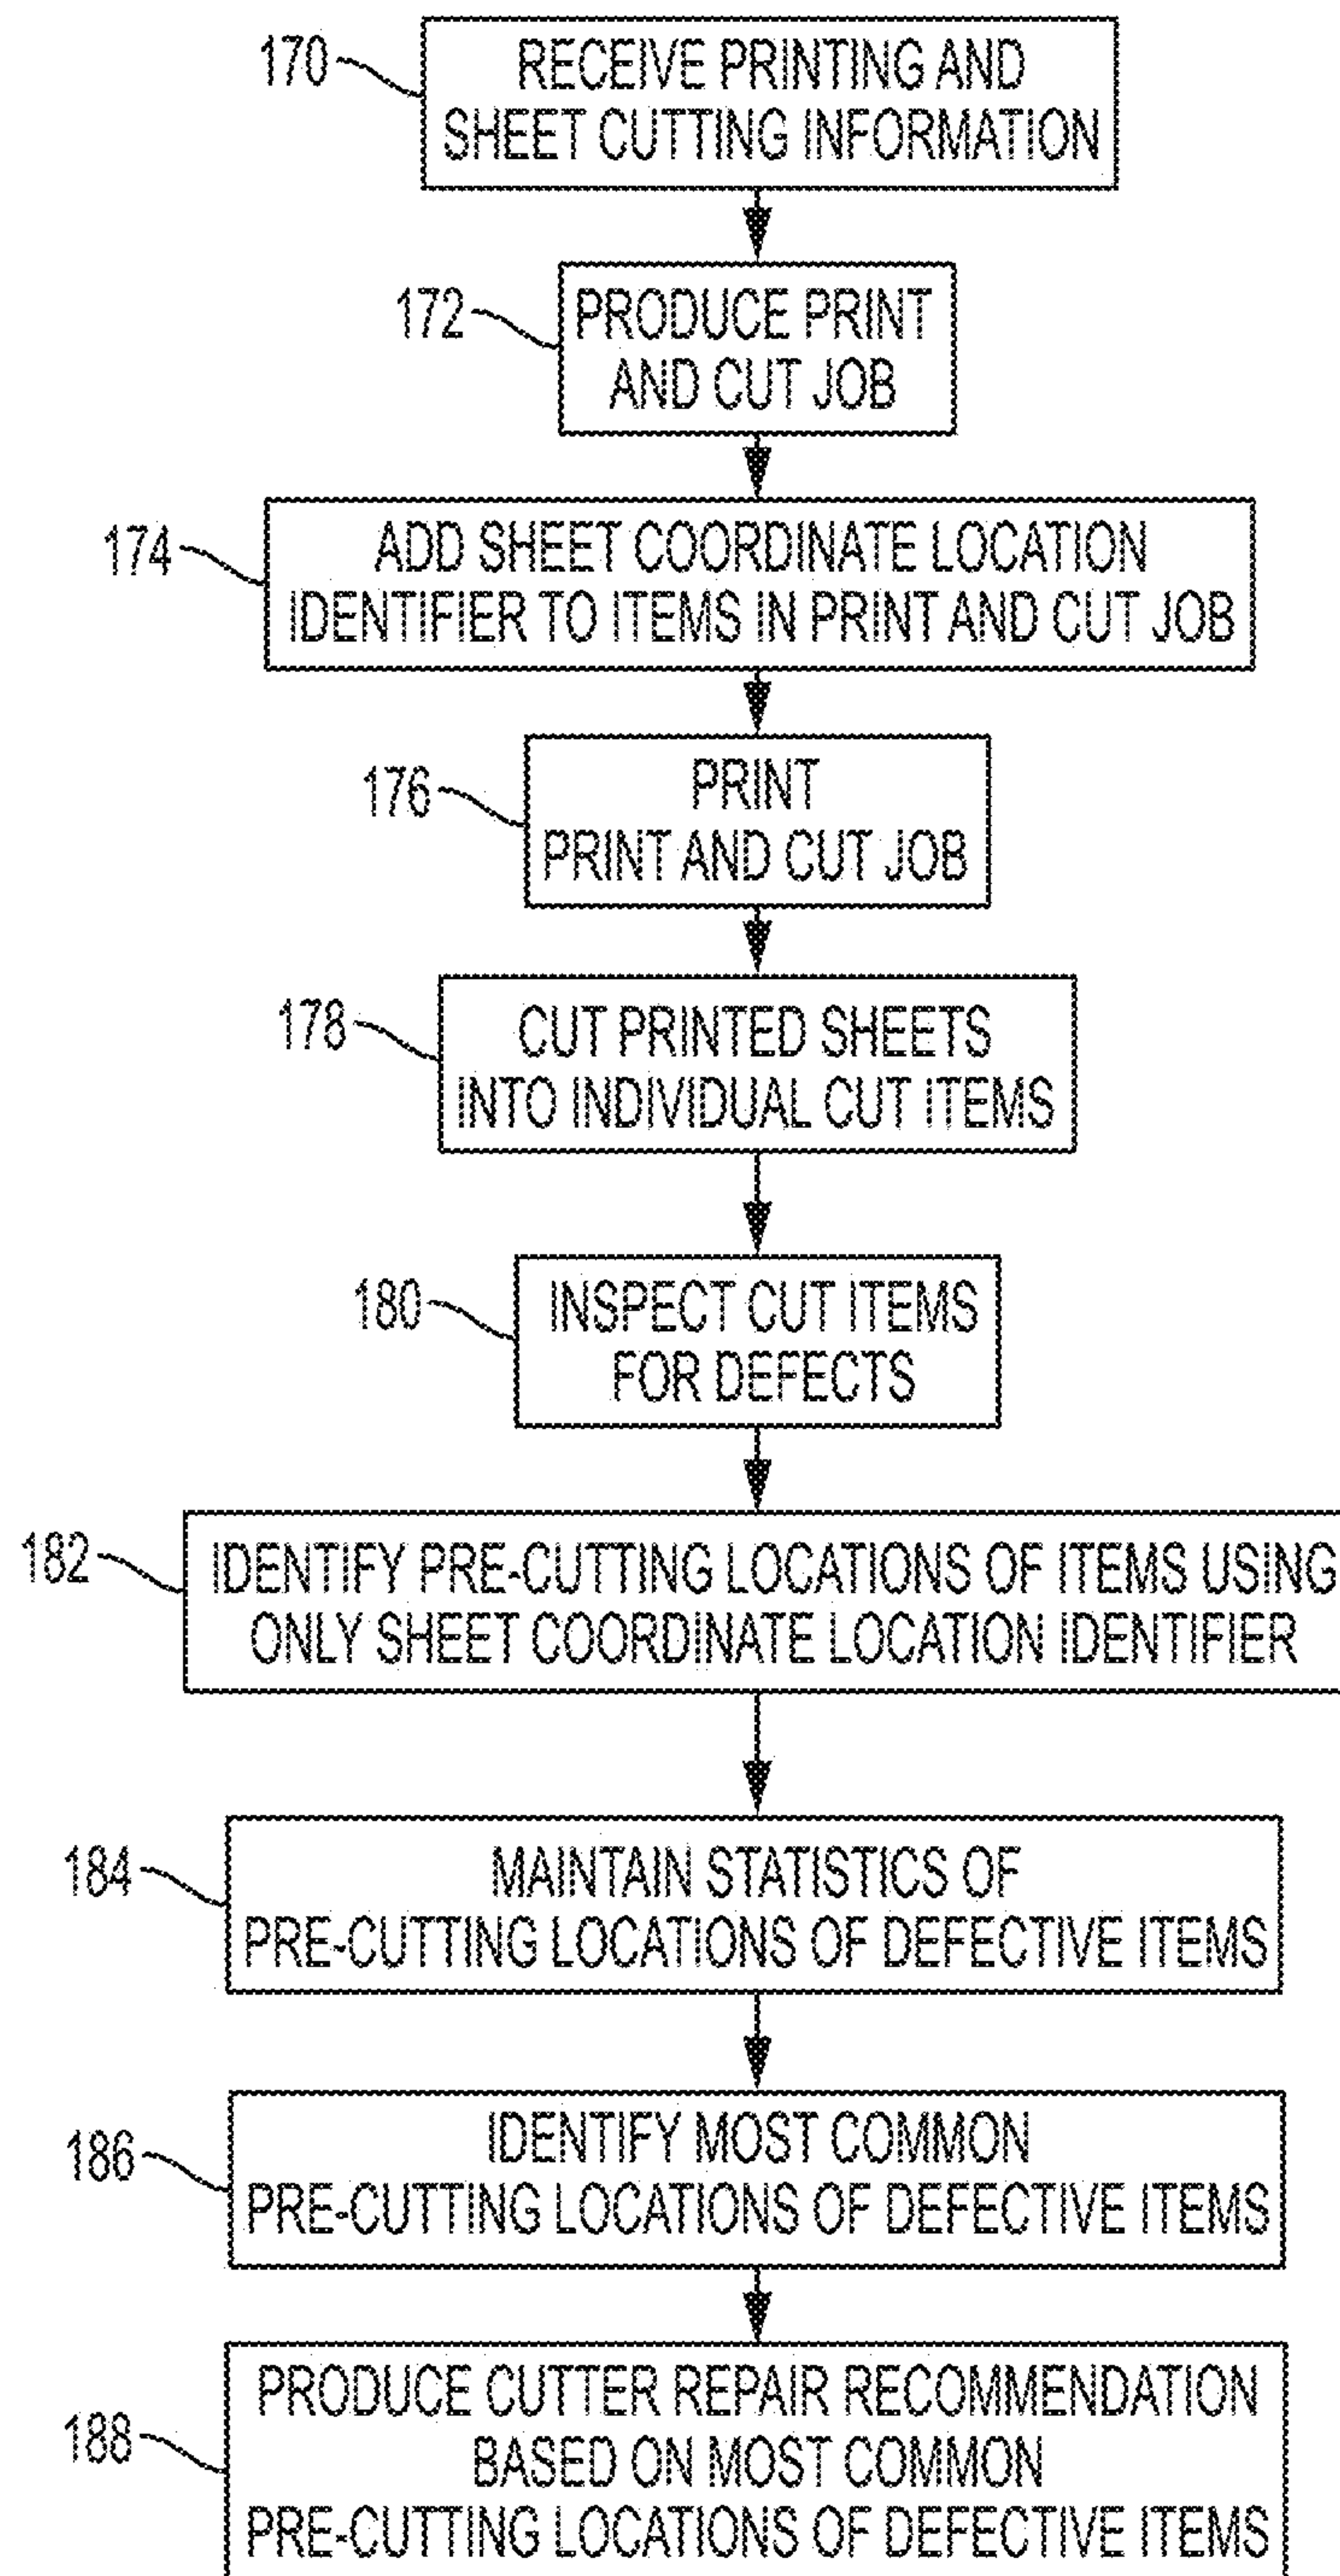 170
RECEIVE PRINTING AND
SHEET CUTTING INFORMATION
172
PRODUCE PRINT
AND CUT JOB
174
ADD SHEET COORDINATE LOCATION
IDENTIFIER TO ITEMS IN PRINT AND CUT JOB
176
PRINT
PRINT AND CUT JOB
178
CUT PRINTED SHEETS
INTO INDIVIDUAL CUT ITEMS
180
INSPECT CUT ITEMS
FOR DEFECTS
182
IDENTIFY PRE-CUTTING LOCATIONS OF ITEMS USING
ONLY SHEET COORDINATE LOCATION IDENTIFIER
184
MAINTAIN STATISTICS OF
PRE-CUTTING LOCATIONS OF DEFECTIVE ITEMS
186
IDENTIFY MOST COMMON
PRE-CUTTING LOCATIONS OF DEFECTIVE ITEMS
188
PRODUCE CUTTER REPAIR RECOMMENDATION
BASED ON MOST COMMON
PRE-CUTTING LOCATIONS OF DEFECTIVE ITEMS